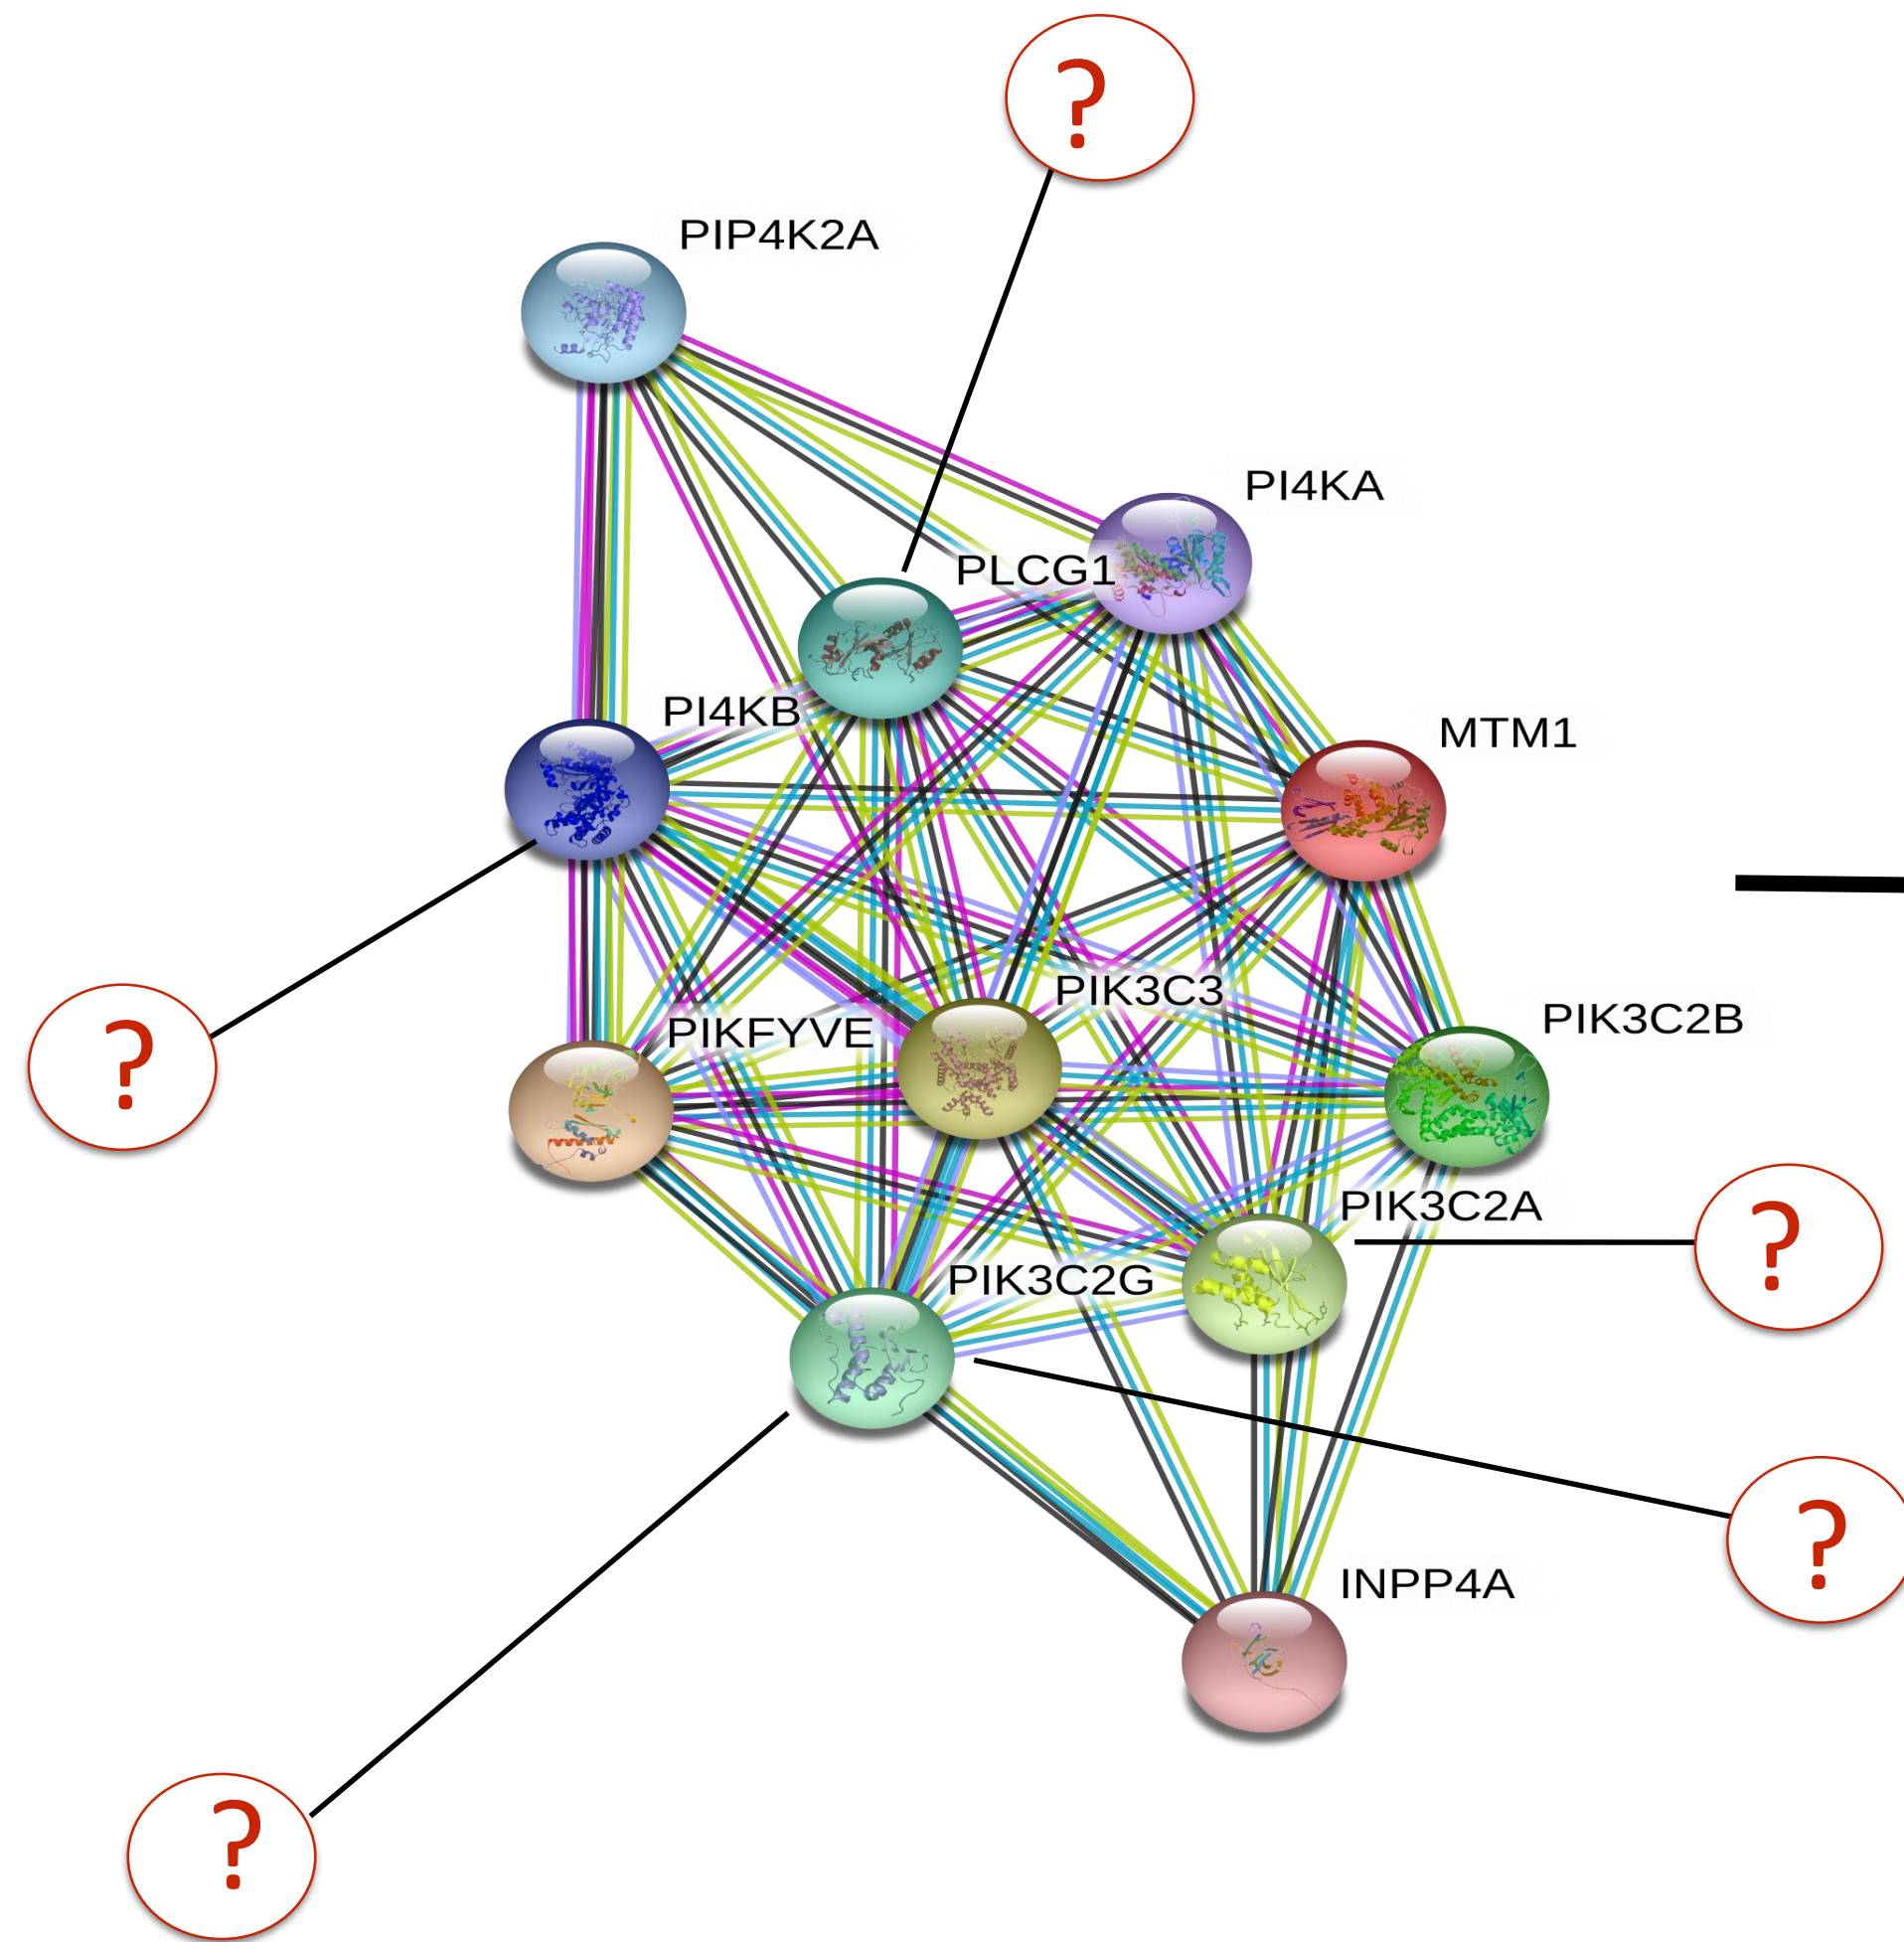 ?
PIP4K2A
PI4KA
PLCG1
PI4KB
MTM1
PIK3C3
PIK3C2B
PIKFYVE
?
PIK3C2A
?
PIK3C2G
?
INPP4A
?